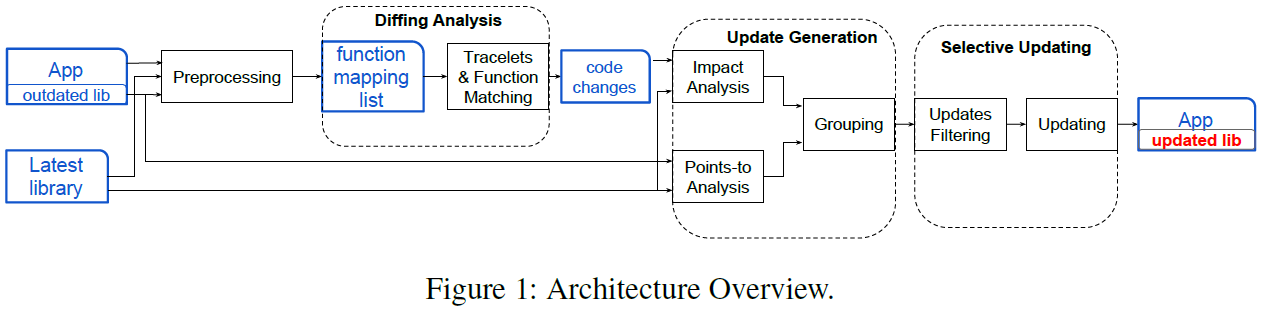 Diffing Analysis
Update Generation
Selective Updating
App
outdated lib
Preprocessing
function
mapping
list
Tracelets
& Function
Matching
code
changes
Impact
Analysis
Grouping
Updates
Filtering
Updating
App
updated lib
Latest
library
Points-to
Analysis
Figure 1: Architecture Overview.